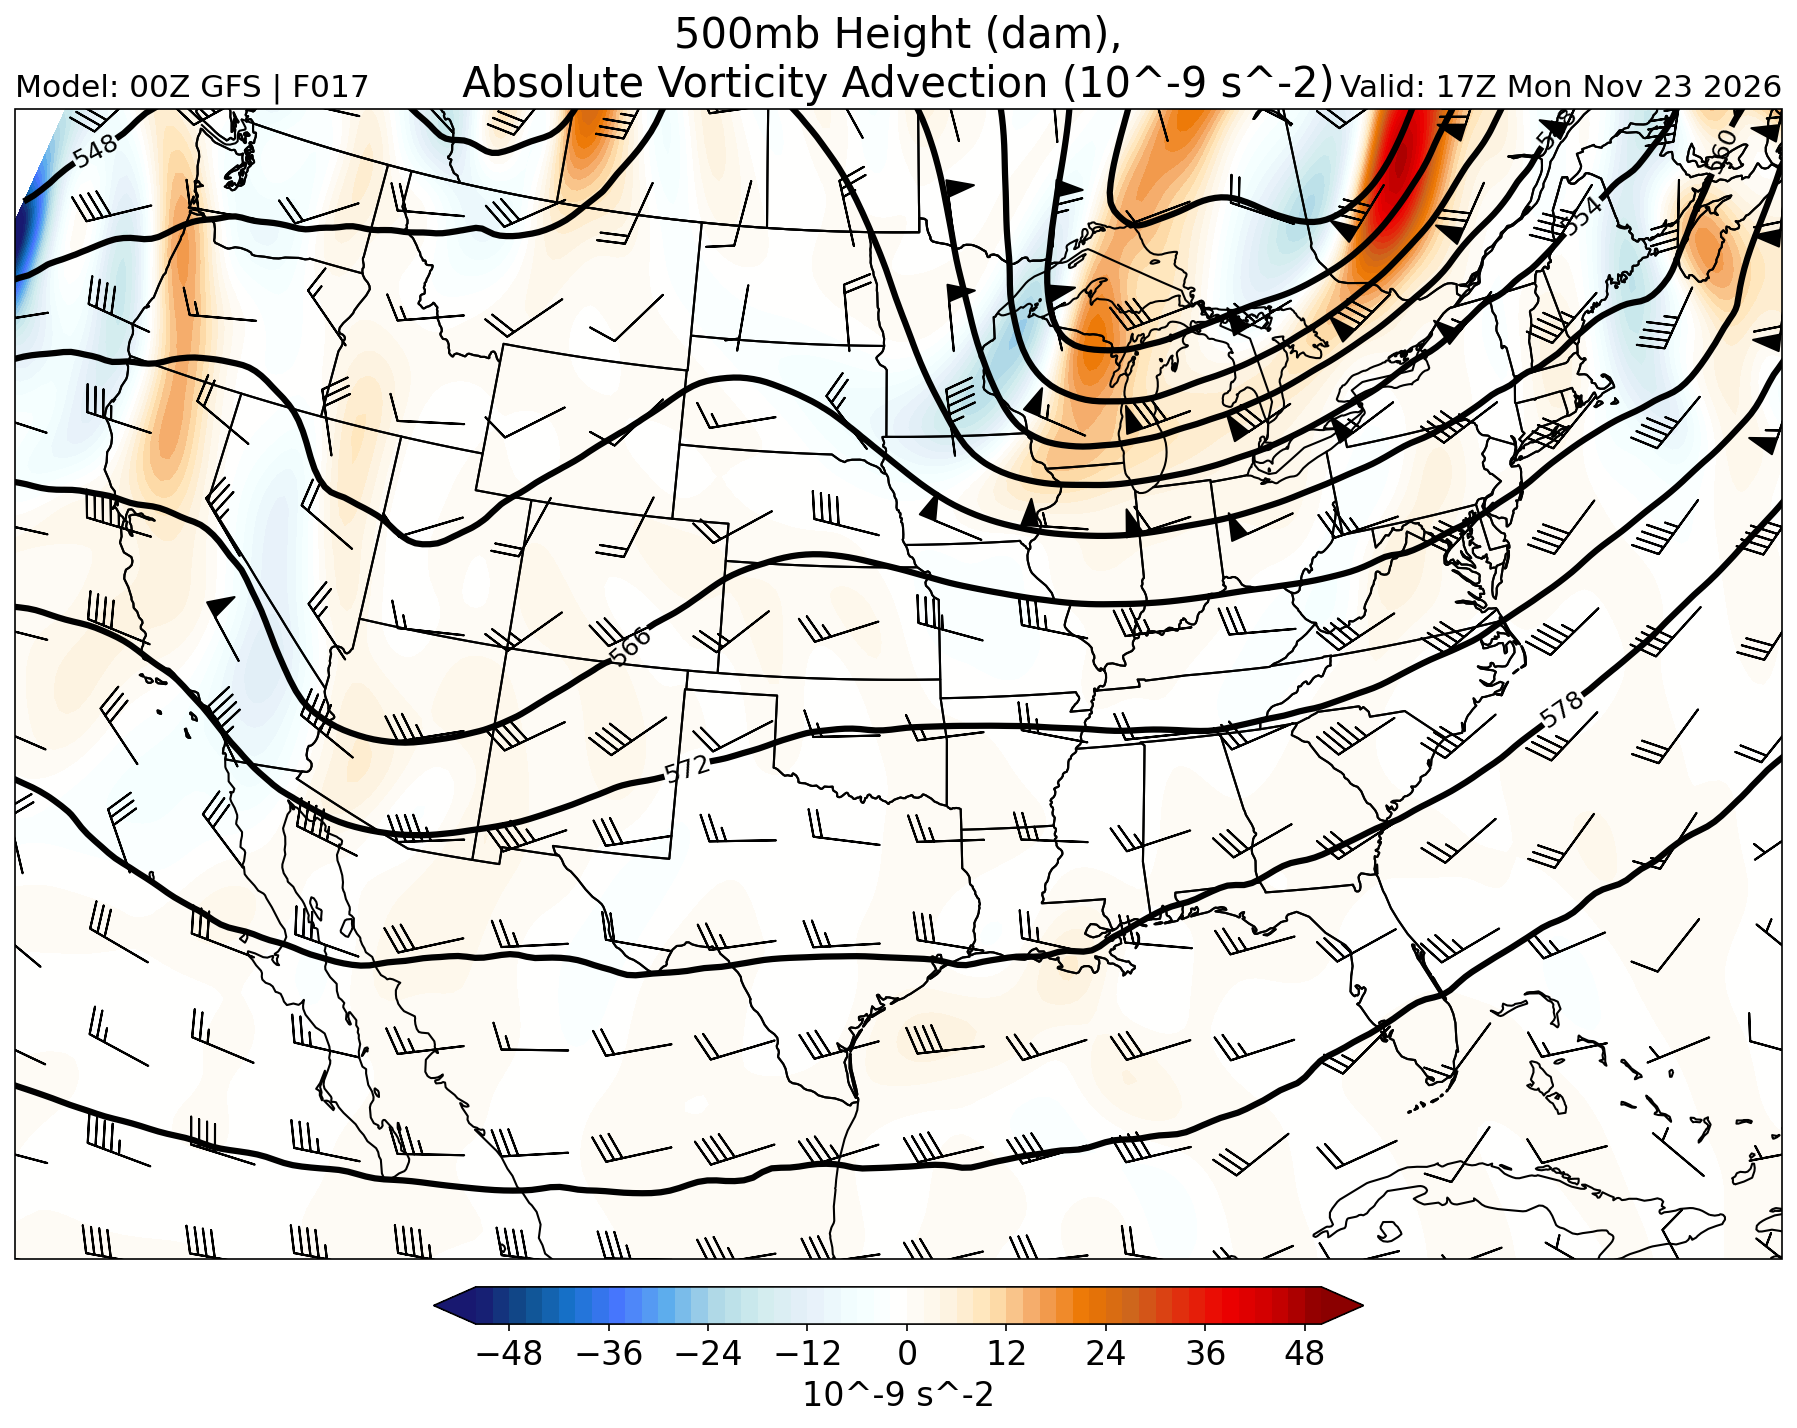 500mb Height (dam),
Model: 00Z GFS | F017
Absolute Vorticity Advection (10^-9 s^-2)
Valid: 17Z Mon Nov 23 2026
548
560
554
566
572
578
−48 −36 −24 −12 0 12 24 36 48
10^-9 s^-2